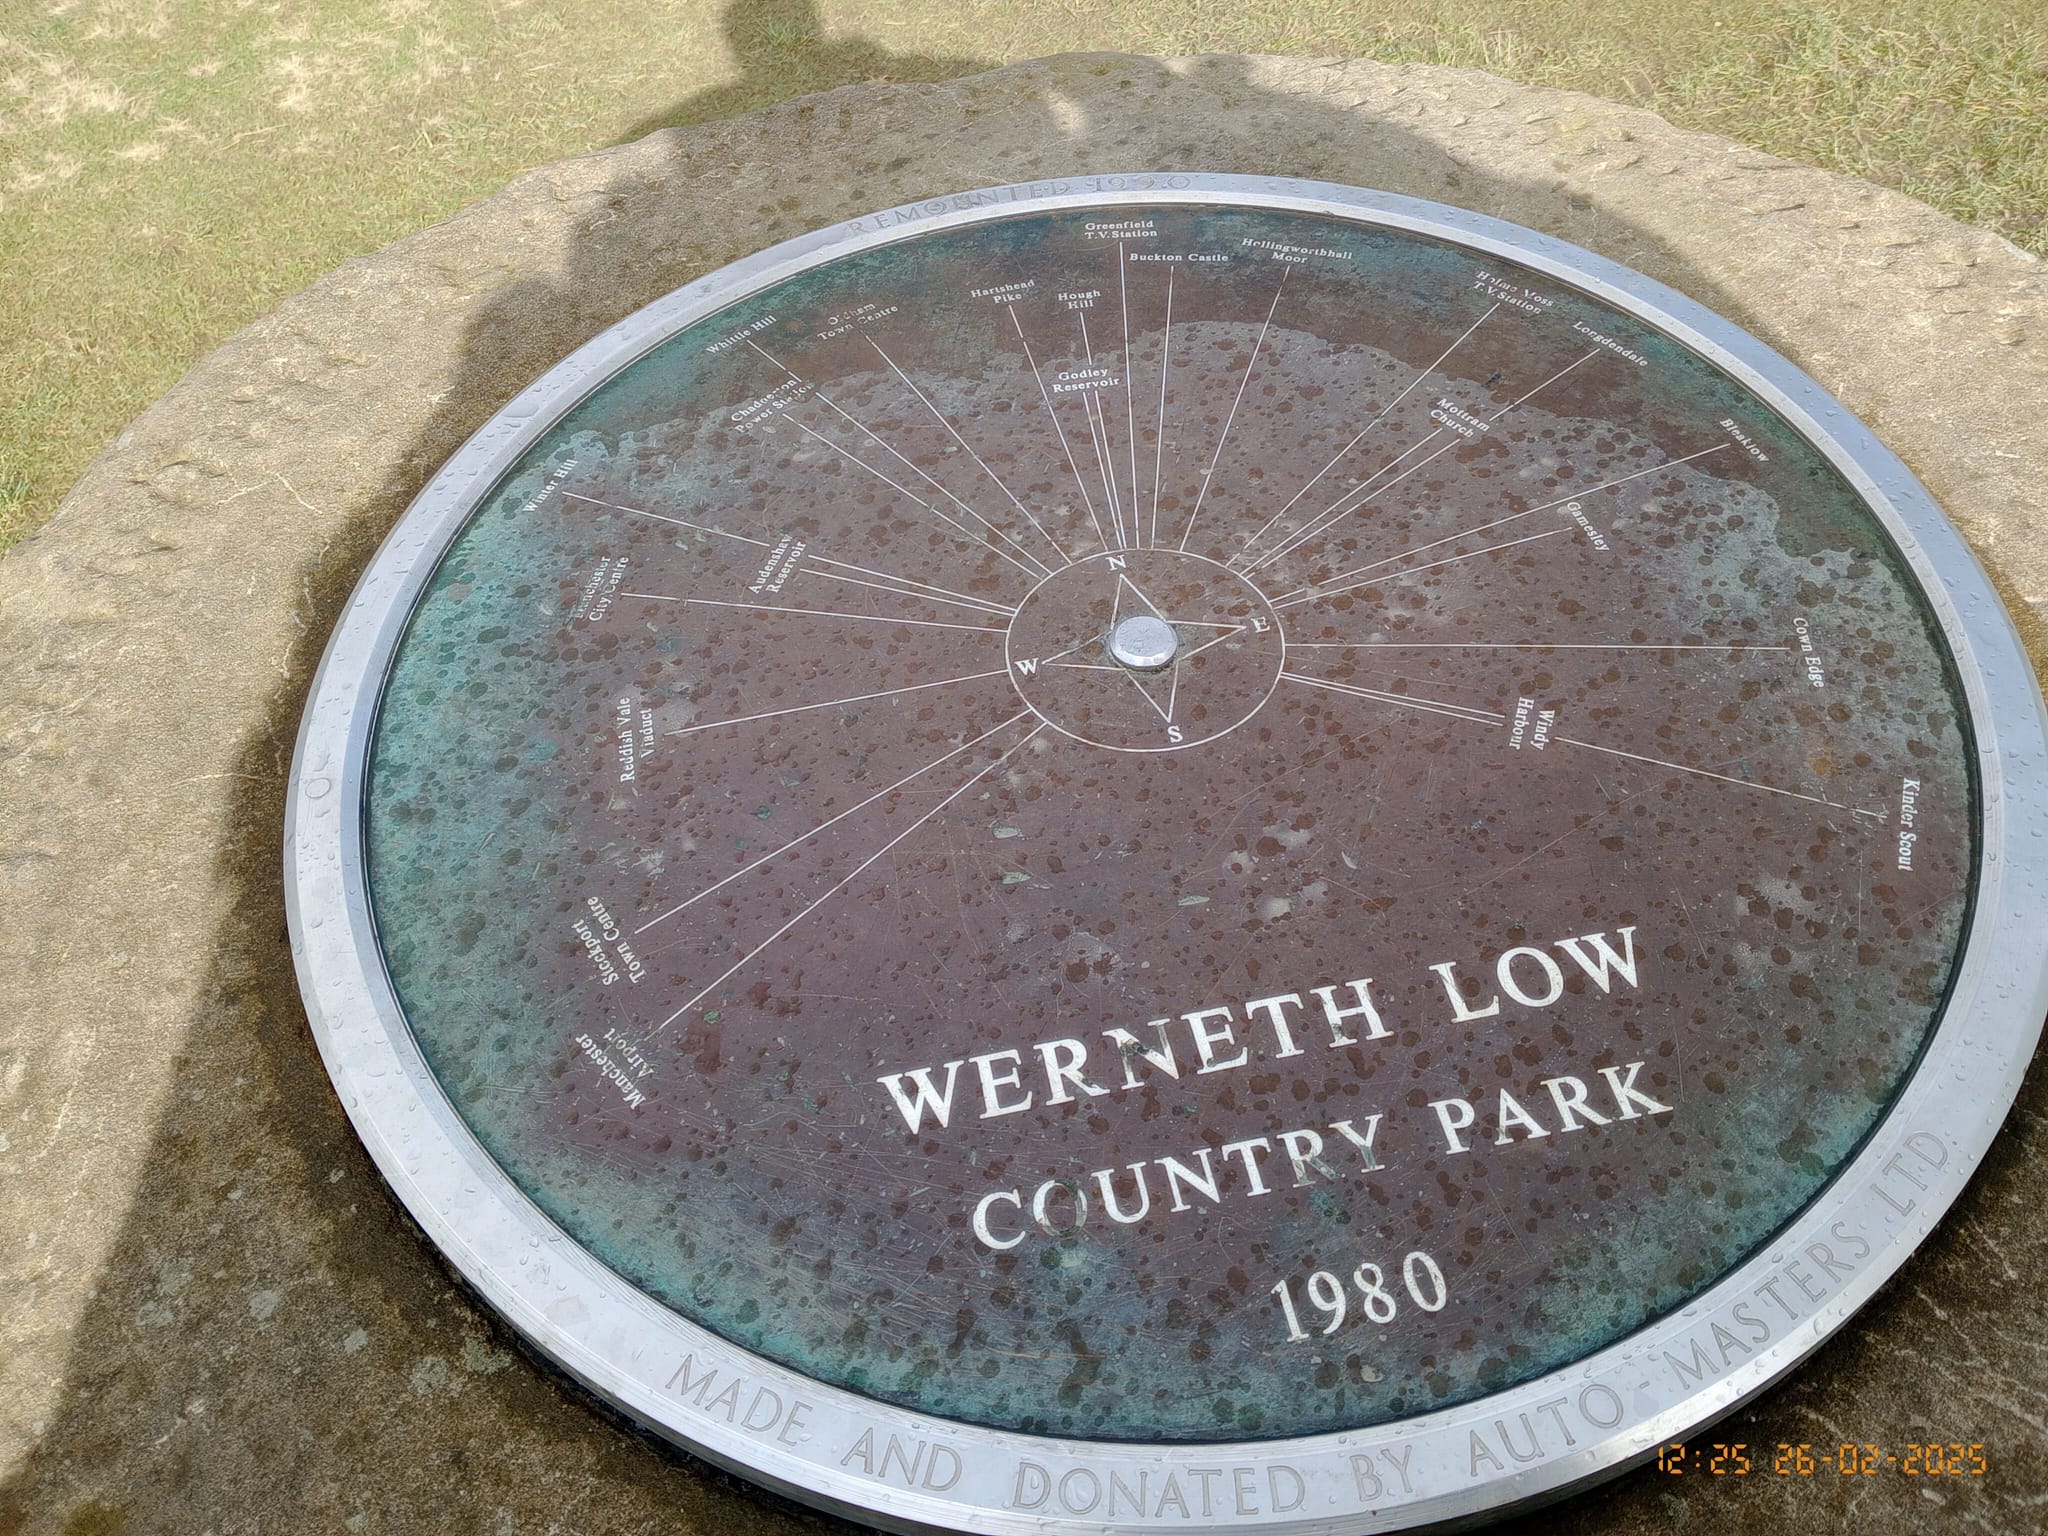 REMOUNTED 1990
Greenfield
T.V. Station
Buckton Castle
Hollingworthhall
Moor
Holme Moss
T.V. Station
Longdendale
Mottram
Church
Bleaklow
Gamesley
Cown Edge
Windy
Harbour
Kinder Scout
Hough
Hill
Godley
Reservoir
Hartshead
Pike
Oldham
Town Centre
Whittle Hill
Chadderton
Power Station
Winter Hill
Audenshaw
Reservoir
Manchester
City Centre
Reddish Vale
Viaduct
Stockport
Town Centre
Manchester
Airport
N
E
S
W
WERNETH LOW
COUNTRY PARK
1980
MADE AND DONATED BY AUTO-MASTERS LTD
12:25 26-02-2025